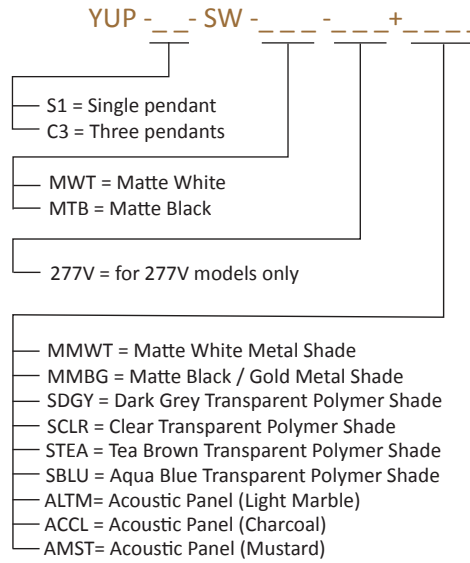 YUP -_ _- SW -_ _ _ -_ _ _+_ _ _ _
S1 = Single pendant
C3 = Three pendants
MWT = Matte White
MTB = Matte Black
277V = for 277V models only
MMWT = Matte White Metal Shade
MMBG = Matte Black / Gold Metal Shade
SDGY = Dark Grey Transparent Polymer Shade
SCLR = Clear Transparent Polymer Shade
STEA = Tea Brown Transparent Polymer Shade
SBLU = Aqua Blue Transparent Polymer Shade
ALTM= Acoustic Panel (Light Marble)
ACCL = Acoustic Panel (Charcoal)
AMST= Acoustic Panel (Mustard)